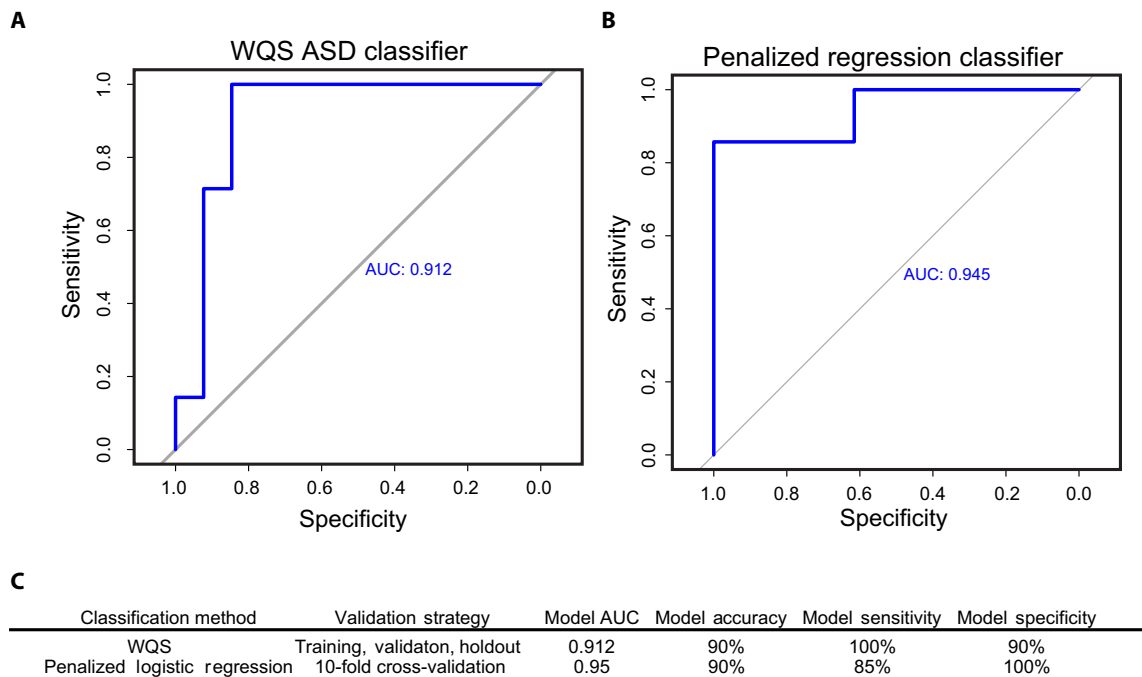 A
WQS ASD classifier
1.0
0.8
0.6
0.4
0.2
0.0
Sensitivity
AUC: 0.912
1.0 0.8 0.6 0.4 0.2 0.0
Specificity
B
Penalized regression classifier
1.0
0.8
0.6
0.4
0.2
0.0
Sensitivity
AUC: 0.945
1.0 0.8 0.6 0.4 0.2 0.0
Specificity
C
Classification method Validation strategy Model AUC Model accuracy Model sensitivity Model specificity
WQS Training, validaton, holdout 0.912 90% 100% 90%
Penalized logistic regression 10-fold cross-validation 0.95 90% 85% 100%